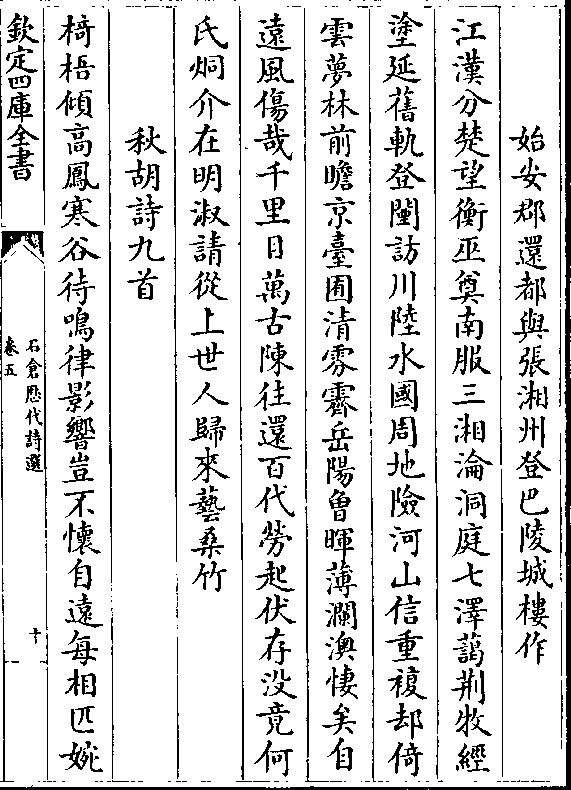 始安郡還都與張湘州登巴陵城樓作
江漢分楚望衡巫奠南服三湘淪洞庭七澤藹荆牧經
塗延舊軌登闉訪川陸水國周地險河山信重複却倚
雲夢林前瞻京臺囿清雰霽岳陽曾暉薄瀾澳悽矣自
遠風傷哉千里目萬古陳往還百代勞起伏存没竟何
氏炯介在明淑請從上世人歸來藝桑竹
秋胡詩九首
椅梧傾高鳳寒谷待鳴律影響豈不懷自遠每相匹婉
欽定四庫全書
石倉歷代詩選
卷五
十